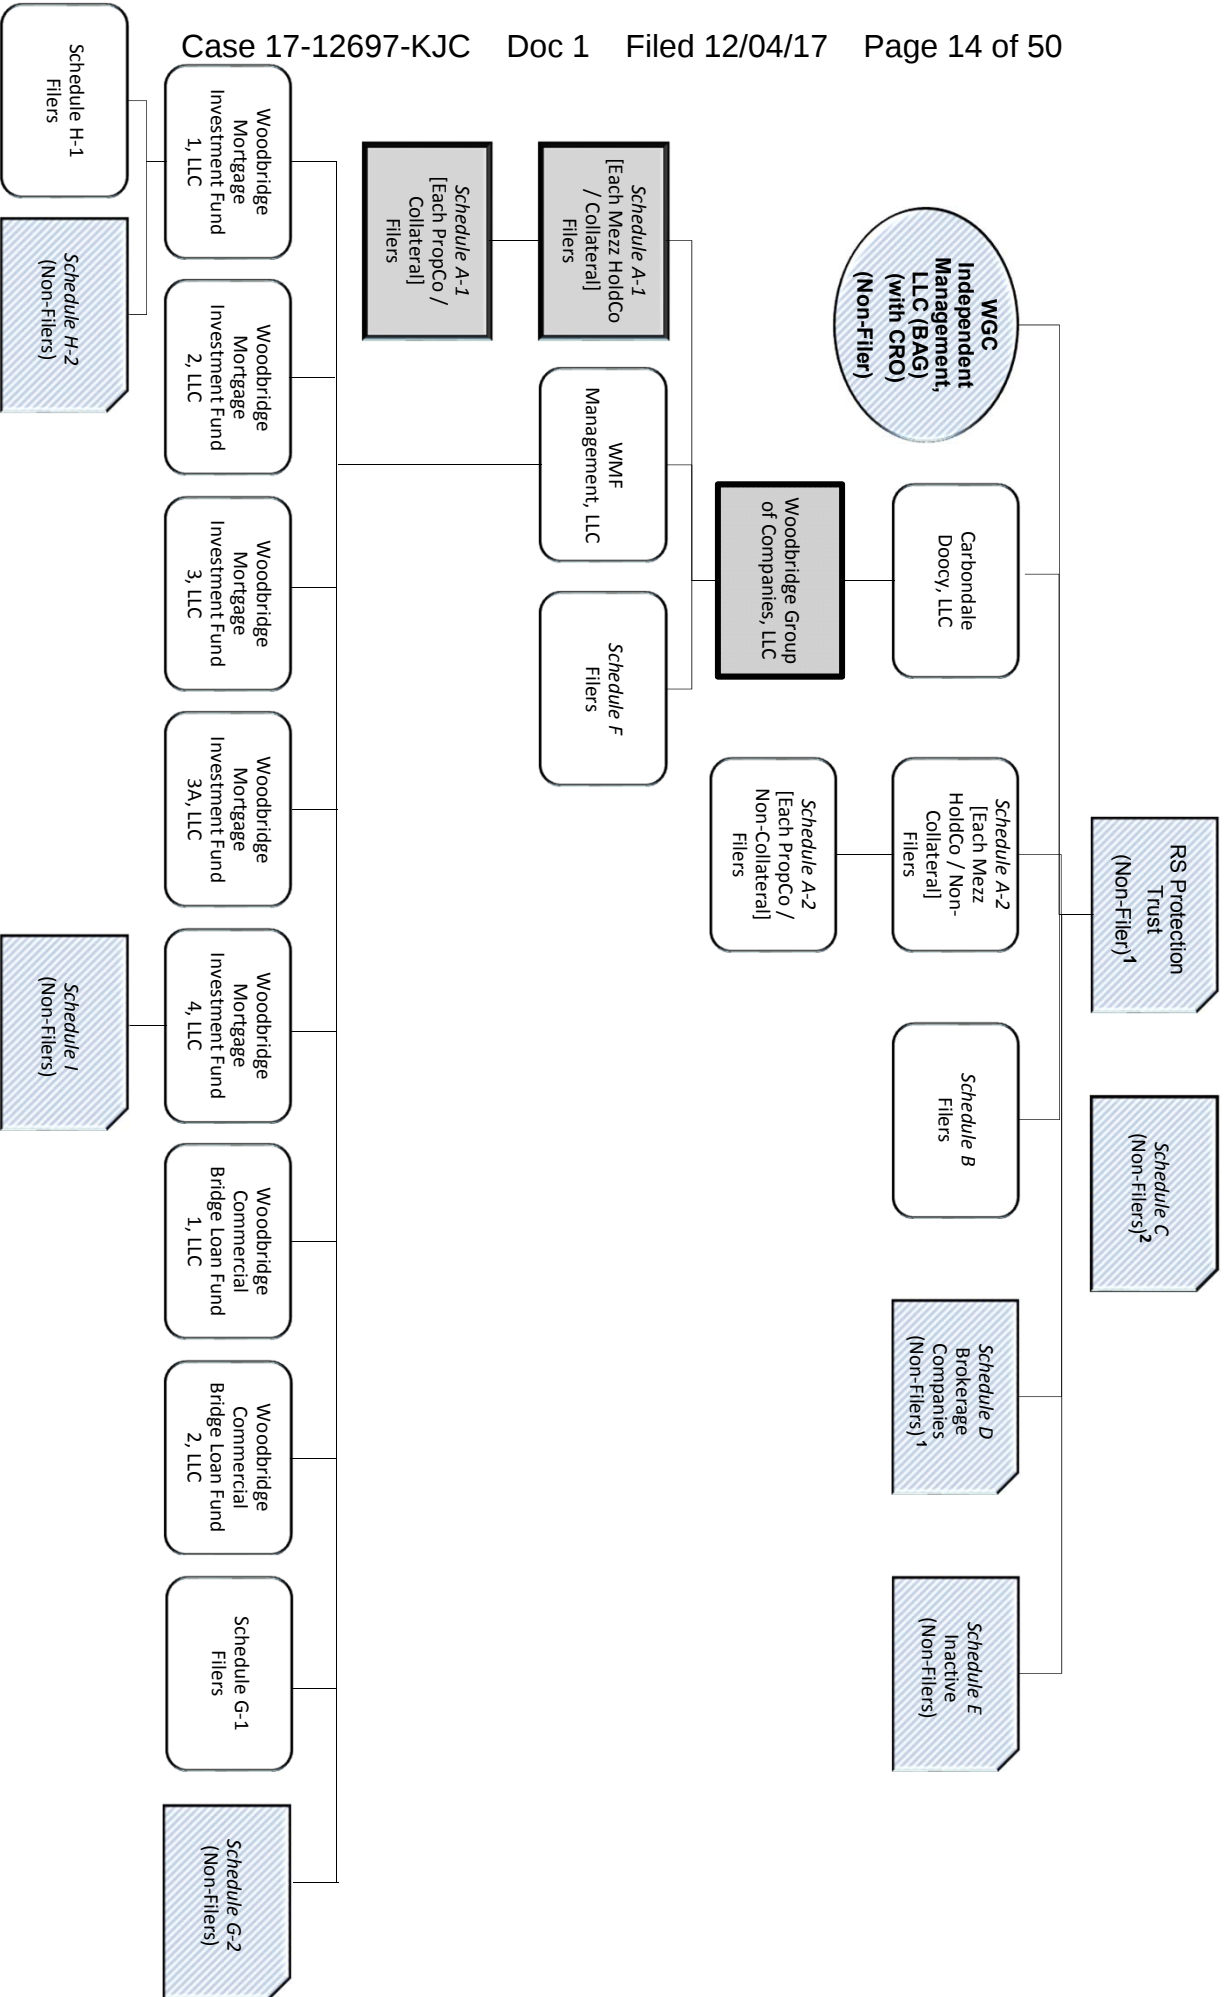 Case 17-12697-KJC Doc 1 Filed 12/04/17 Page 14 of 50
RS Protection
Trust
(Non-Filer)1
Schedule C
(Non-Filers)2
WGC
Independent
Management,
LLC (BAG)
(with CRO)
(Non-Filer)
Carbondale
Doocy, LLC
Schedule A-2
[Each Mezz
HoldCo / Non-
Collateral]
Filers
Schedule B
Filers
Schedule D
Brokerage
Companies
(Non-Filers) 1
Schedule E
Inactive
(Non-Filers)
Woodbridge Group
of Companies, LLC
Schedule A-2
[Each PropCo /
Non-Collateral]
Filers
Schedule A-1
[Each Mezz HoldCo
/ Collateral]
Filers
WMF
Management, LLC
Schedule F
Filers
Schedule A-1
[Each PropCo /
Collateral]
Filers
Woodbridge
Mortgage
Investment Fund
1, LLC
Woodbridge
Mortgage
Investment Fund
2, LLC
Woodbridge
Mortgage
Investment Fund
3, LLC
Woodbridge
Mortgage
Investment Fund
3A, LLC
Woodbridge
Mortgage
Investment Fund
4, LLC
Woodbridge
Commercial
Bridge Loan Fund
1, LLC
Woodbridge
Commercial
Bridge Loan Fund
2, LLC
Schedule G-1
Filers
Schedule G-2
(Non-Filers)
Schedule H-1
Filers
Schedule H-2
(Non-Filers)
Schedule I
(Non-Filers)